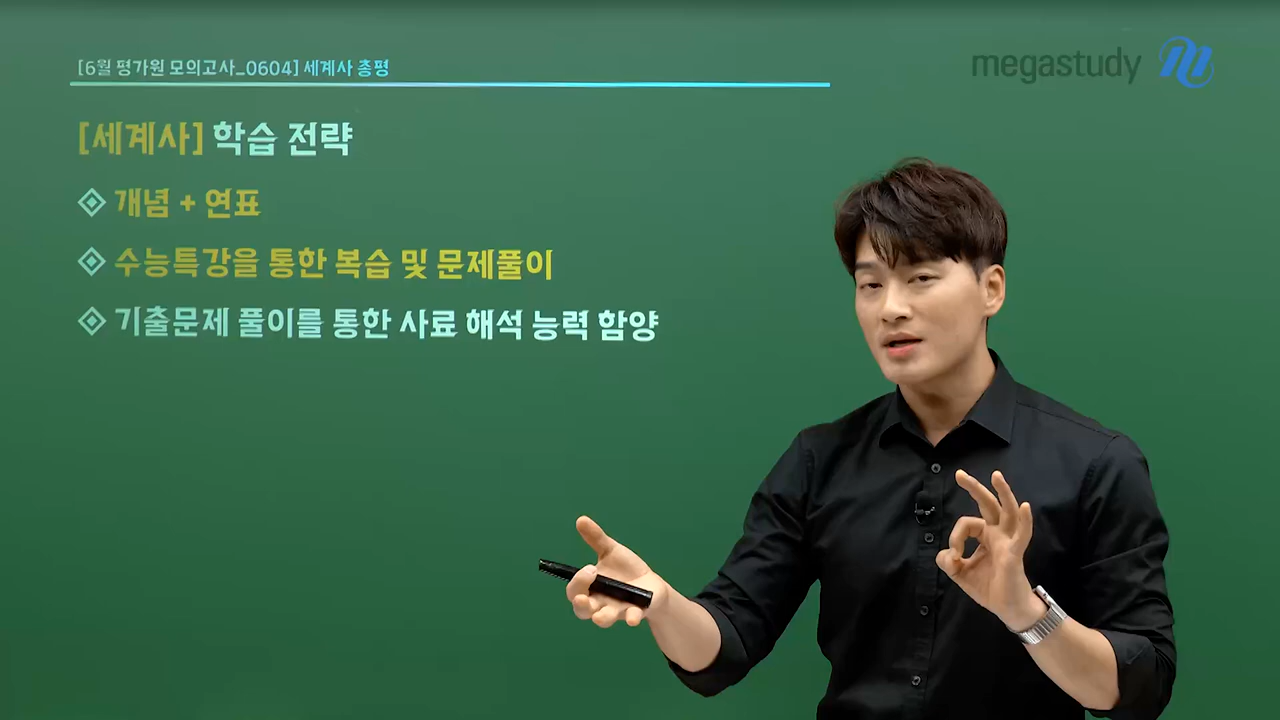 [6월 평가원 모의고사_0604] 세계사 총평
megastudy
[세계사] 학습 전략
개념 + 연표
수능특강을 통한 복습 및 문제풀이
기출문제 풀이를 통한 사료 해석 능력 함양